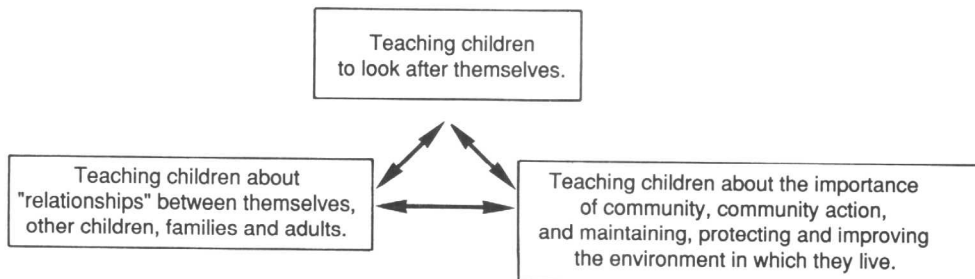 Teaching children
to look after themselves.
Teaching children about
"relationships" between themselves,
other children, families and adults.
Teaching children about the importance
of community, community action,
and maintaining, protecting and improving
the environment in which they live.